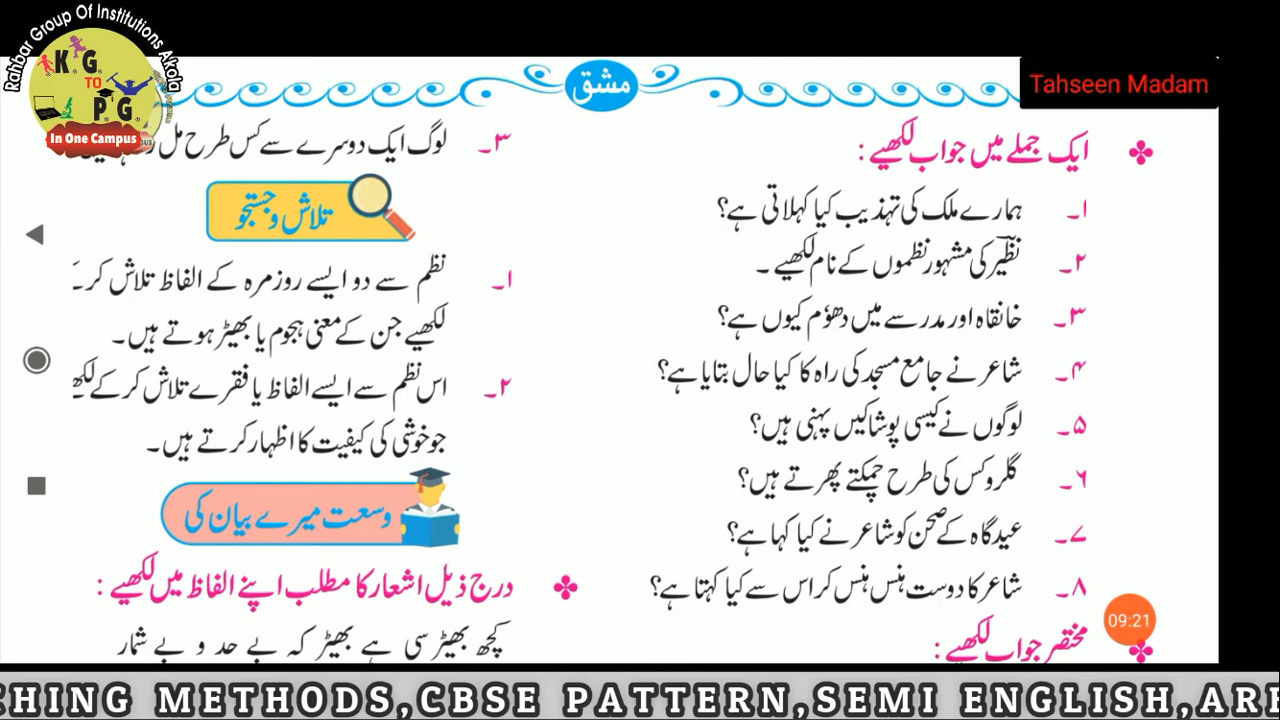 Rahbar Group Of Institutions Akola
K.G.
TO
P.G.
In One Campus
Tahseen Madam
مشق
ایک جملے میں جواب لکھیے :
۱۔ ہمارے ملک کی تہذیب کیا کہلاتی ہے؟
۲۔ نظیرؔ کی مشہور نظموں کے نام لکھیے ۔
۳۔ خانقاہ اور مدرسے میں دھوٗم کیوں ہے؟
۴۔ شاعر نے جامع مسجد کی راہ کا کیا حال بتایا ہے؟
۵۔ لوگوں نے کیسی پوشاکیں پہنی ہیں؟
۶۔ گلرو کس کی طرح چمکتے پھرتے ہیں؟
۷۔ عیدگاہ کے صحن کو شاعر نے کیا کہا ہے؟
۸۔ شاعر کا دوست ہنس ہنس کر اس سے کیا کہتا ہے؟
مختصر جواب لکھیے :
۳۔ لوگ ایک دوسرے سے کس طرح مل
تلاش و جستجو
۱۔ نظم سے دو ایسے روزمرہ کے الفاظ تلاش کر
لکھیے جن کے معنی ہجوم یا بھیڑ ہوتے ہیں۔
۲۔ اس نظم سے ایسے الفاظ یا فقرے تلاش کرکے لکھ
جو خوشی کی کیفیت کا اظہار کرتے ہیں۔
وسعت میرے بیان کی
درج ذیل اشعار کا مطلب اپنے الفاظ میں لکھیے :
کچھ بھیڑ سی ہے بھیڑ کہ بے حد و بے شمار
09:21
CHING METHODS,CBSE PATTERN,SEMI ENGLISH,ARE